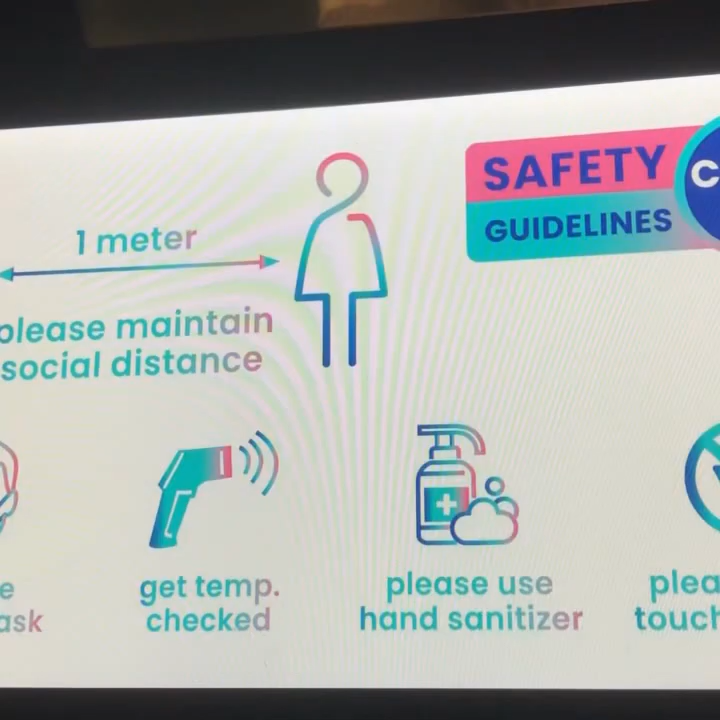 SAFETY
GUIDELINES
C
1 meter
please maintain
social distance
get temp.
checked
please use
hand sanitizer